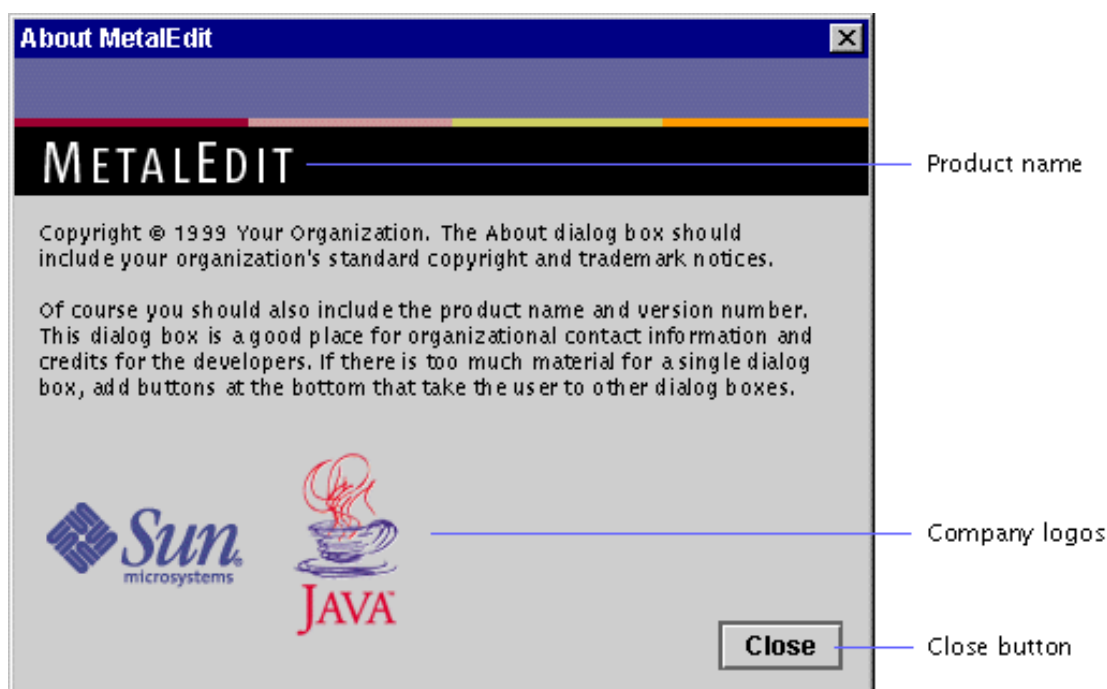 About MetalEdit
METALEDIT
Product name
Copyright © 1999 Your Organization. The About dialog box should
include your organization's standard copyright and trademark notices.
Of course you should also include the product name and version number.
This dialog box is a good place for organizational contact information and
credits for the developers. If there is too much material for a single dialog
box, add buttons at the bottom that take the user to other dialog boxes.
Sun
microsystems
JAVA
Company logos
Close
Close button